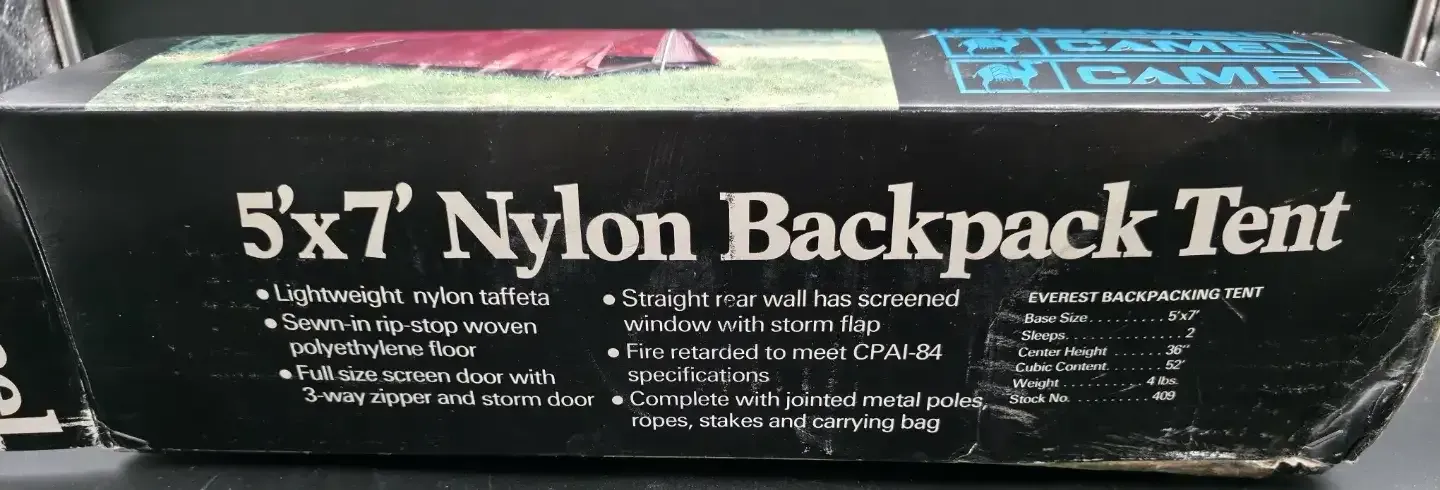 CAMEL
CAMEL
5'x7' Nylon Backpack Tent
• Lightweight nylon taffeta
• Sewn-in rip-stop woven
polyethylene floor
• Full size screen door with
3-way zipper and storm door
• Straight rear wall has screened
window with storm flap
• Fire retarded to meet CPAI-84
specifications
• Complete with jointed metal poles,
ropes, stakes and carrying bag
EVEREST BACKPACKING TENT
Base Size.........5'x7'
Sleeps..............2
Center Height ......36"
Cubic Content......52'
Weight .........4 lbs.
Stock No. .........409